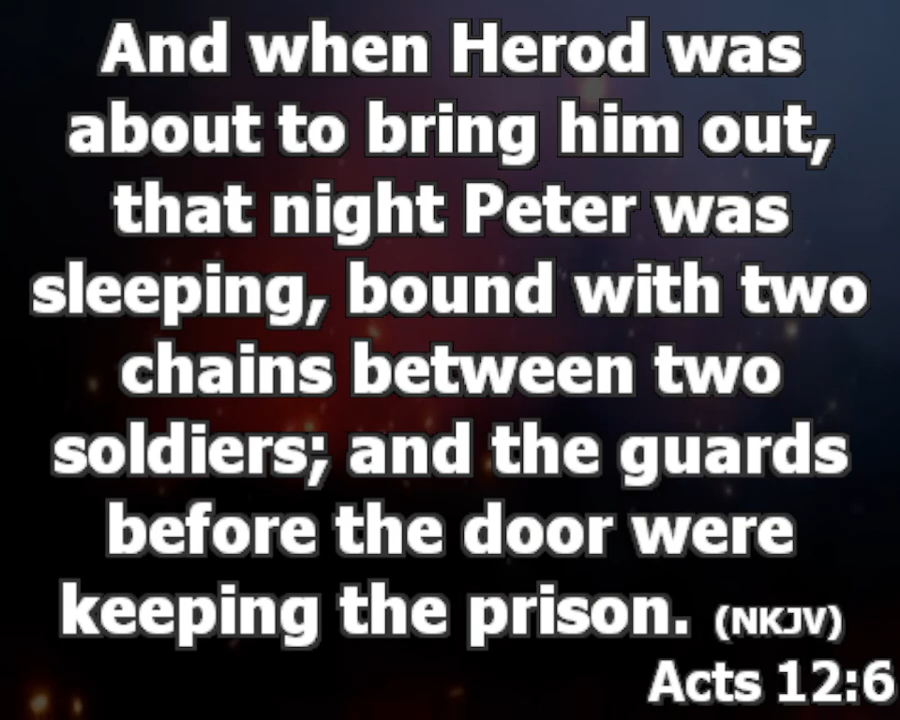 And when Herod was
about to bring him out,
that night Peter was
sleeping, bound with two
chains between two
soldiers; and the guards
before the door were
keeping the prison. (NKJV)
Acts 12:6